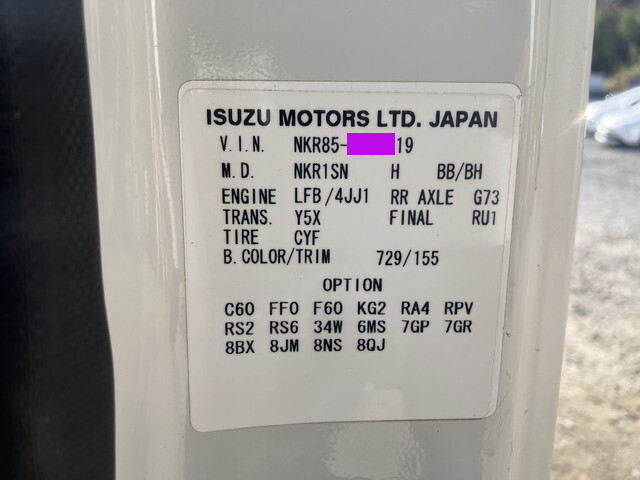 ISUZU MOTORS LTD. JAPAN
V.I.N. NKR85- 19
M.D. NKR1SN H BB/BH
ENGINE LFB/4JJ1 RR AXLE G73
TRANS. Y5X FINAL RU1
TIRE CYF
B.COLOR/TRIM 729/155
OPTION
C60 FF0 F60 KG2 RA4 RPV
RS2 RS6 34W 6MS 7GP 7GR
8BX 8JM 8NS 8QJ